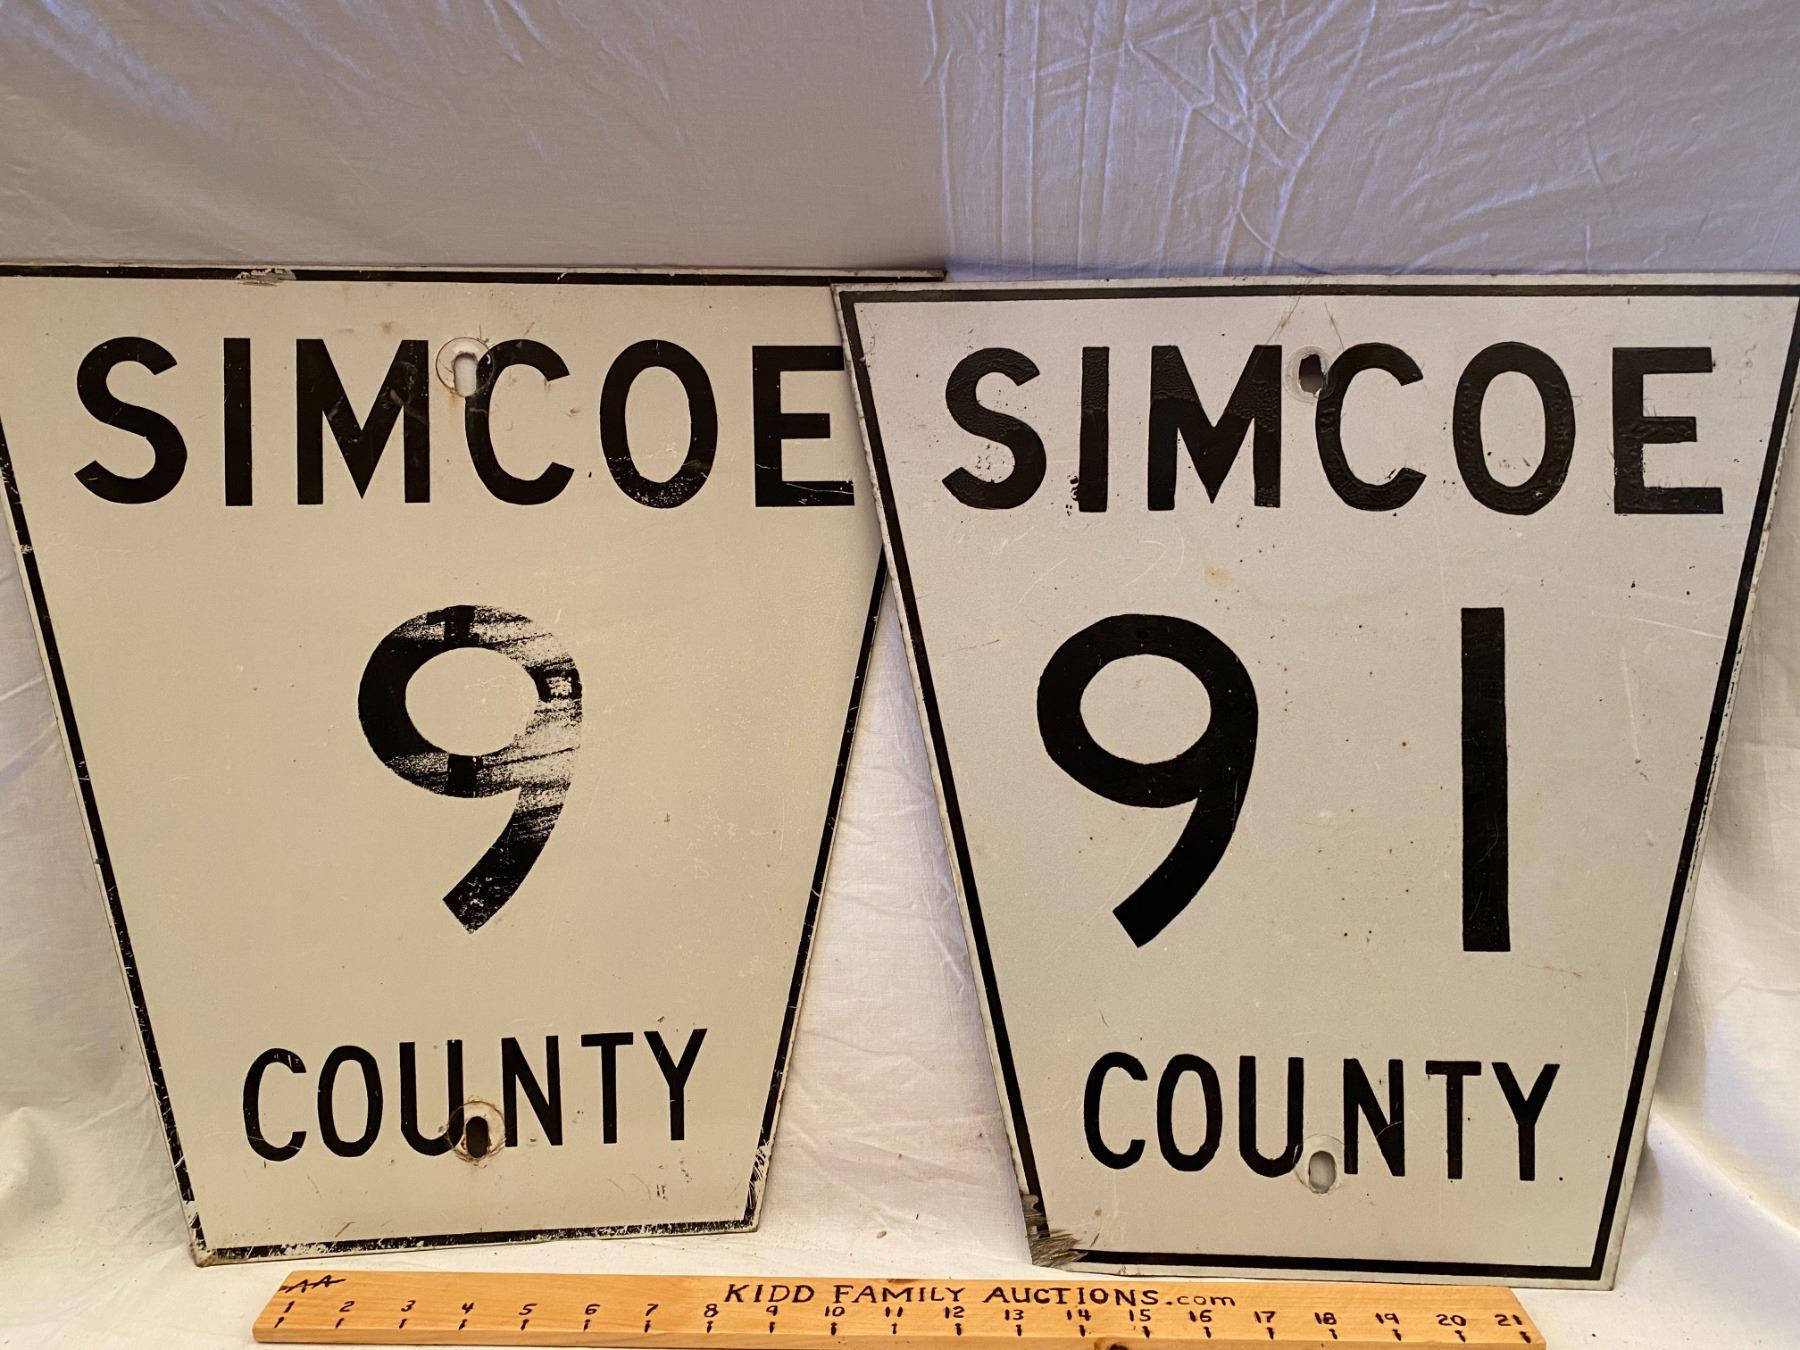 SIMCOE
9
COUNTY
SIMCOE
91
COUNTY
AA
KIDD FAMILY AUCTIONS.com
1 2 3 4 5 6 7 8 9 10 11 12 13 14 15 16 17 18 19 20 21